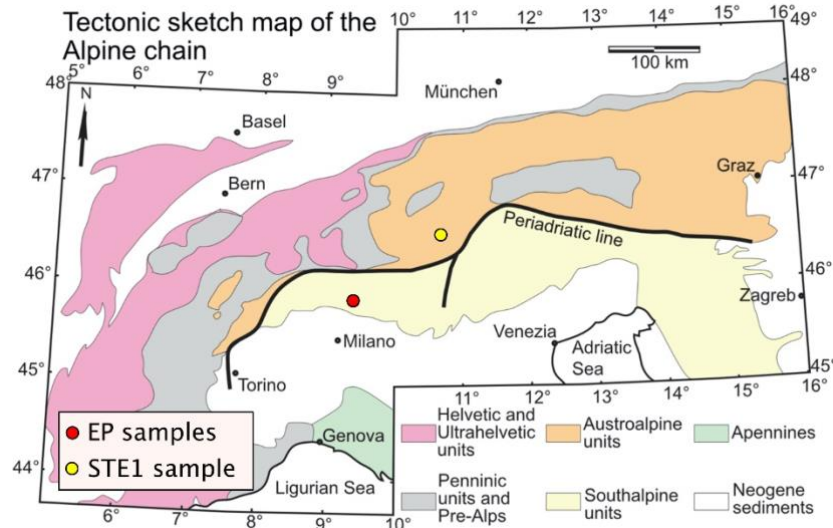 Tectonic sketch map of the
Alpine chain
10° 11° 12° 13° 14° 15° 16° 49°
5° 6° 7° 8° 9°
48°
100 km
N
München
48°
Basel
47°
Bern
Graz
47°
Periadriatic line
46°
46°
Zagreb
Milano
Venezia
Adriatic
Sea
45°
Torino
45°
11° 12° 13° 14° 15° 16°
EP samples
STE1 sample
Genova
Ligurian Sea
44°
6° 7° 8° 9° 10°
Helvetic and
Ultrahelvetic
units
Austroalpine
units
Apennines
Penninic
units and
Pre-Alps
Southalpine
units
Neogene
sediments